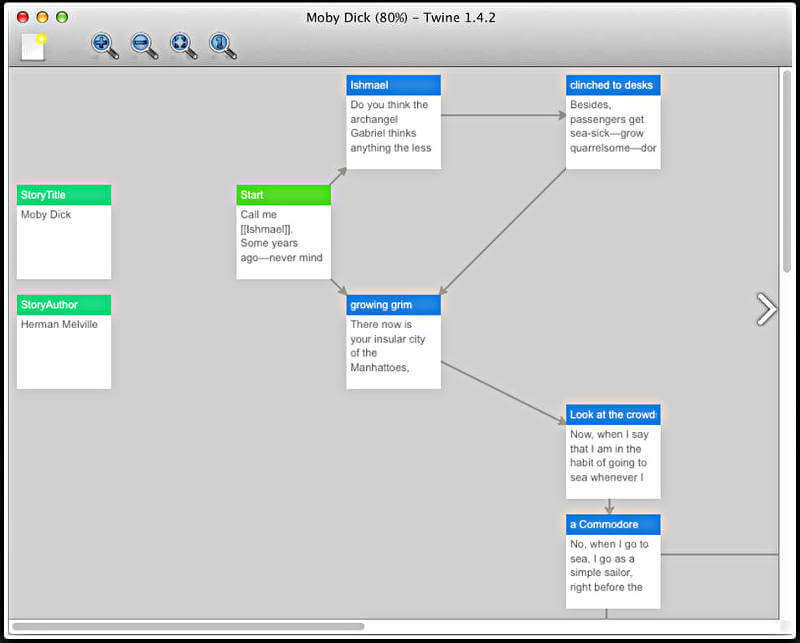 Moby Dick (80%) – Twine 1.4.2
Ishmael
Do you think the
archangel
Gabriel thinks
anything the less
clinched to desks
Besides,
passengers get
sea-sick—grow
quarrelsome—dor
StoryTitle
Moby Dick
Start
Call me
[[Ishmael]].
Some years
ago—never mind
StoryAuthor
Herman Melville
growing grim
There now is
your insular city
of the
Manhattoes,
Look at the crowds
Now, when I say
that I am in the
habit of going to
sea whenever I
a Commodore
No, when I go to
sea, I go as a
simple sailor,
right before the